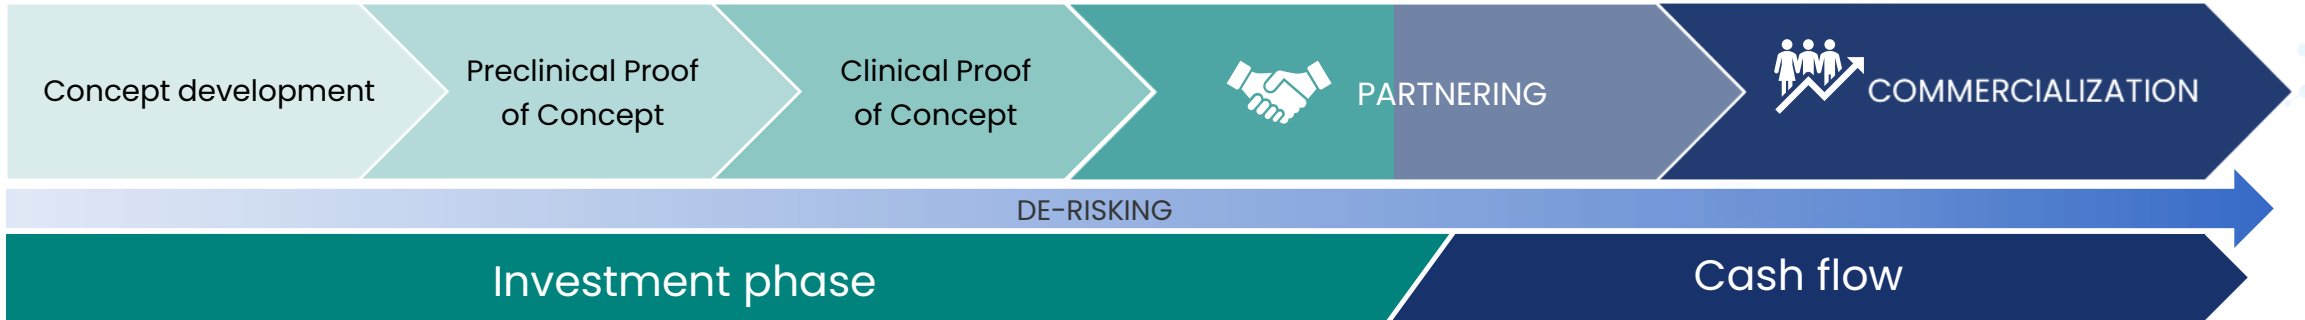 Concept development
Preclinical Proof
of Concept
Clinical Proof
of Concept
PARTNERING
COMMERCIALIZATION
DE-RISKING
Investment phase
Cash flow